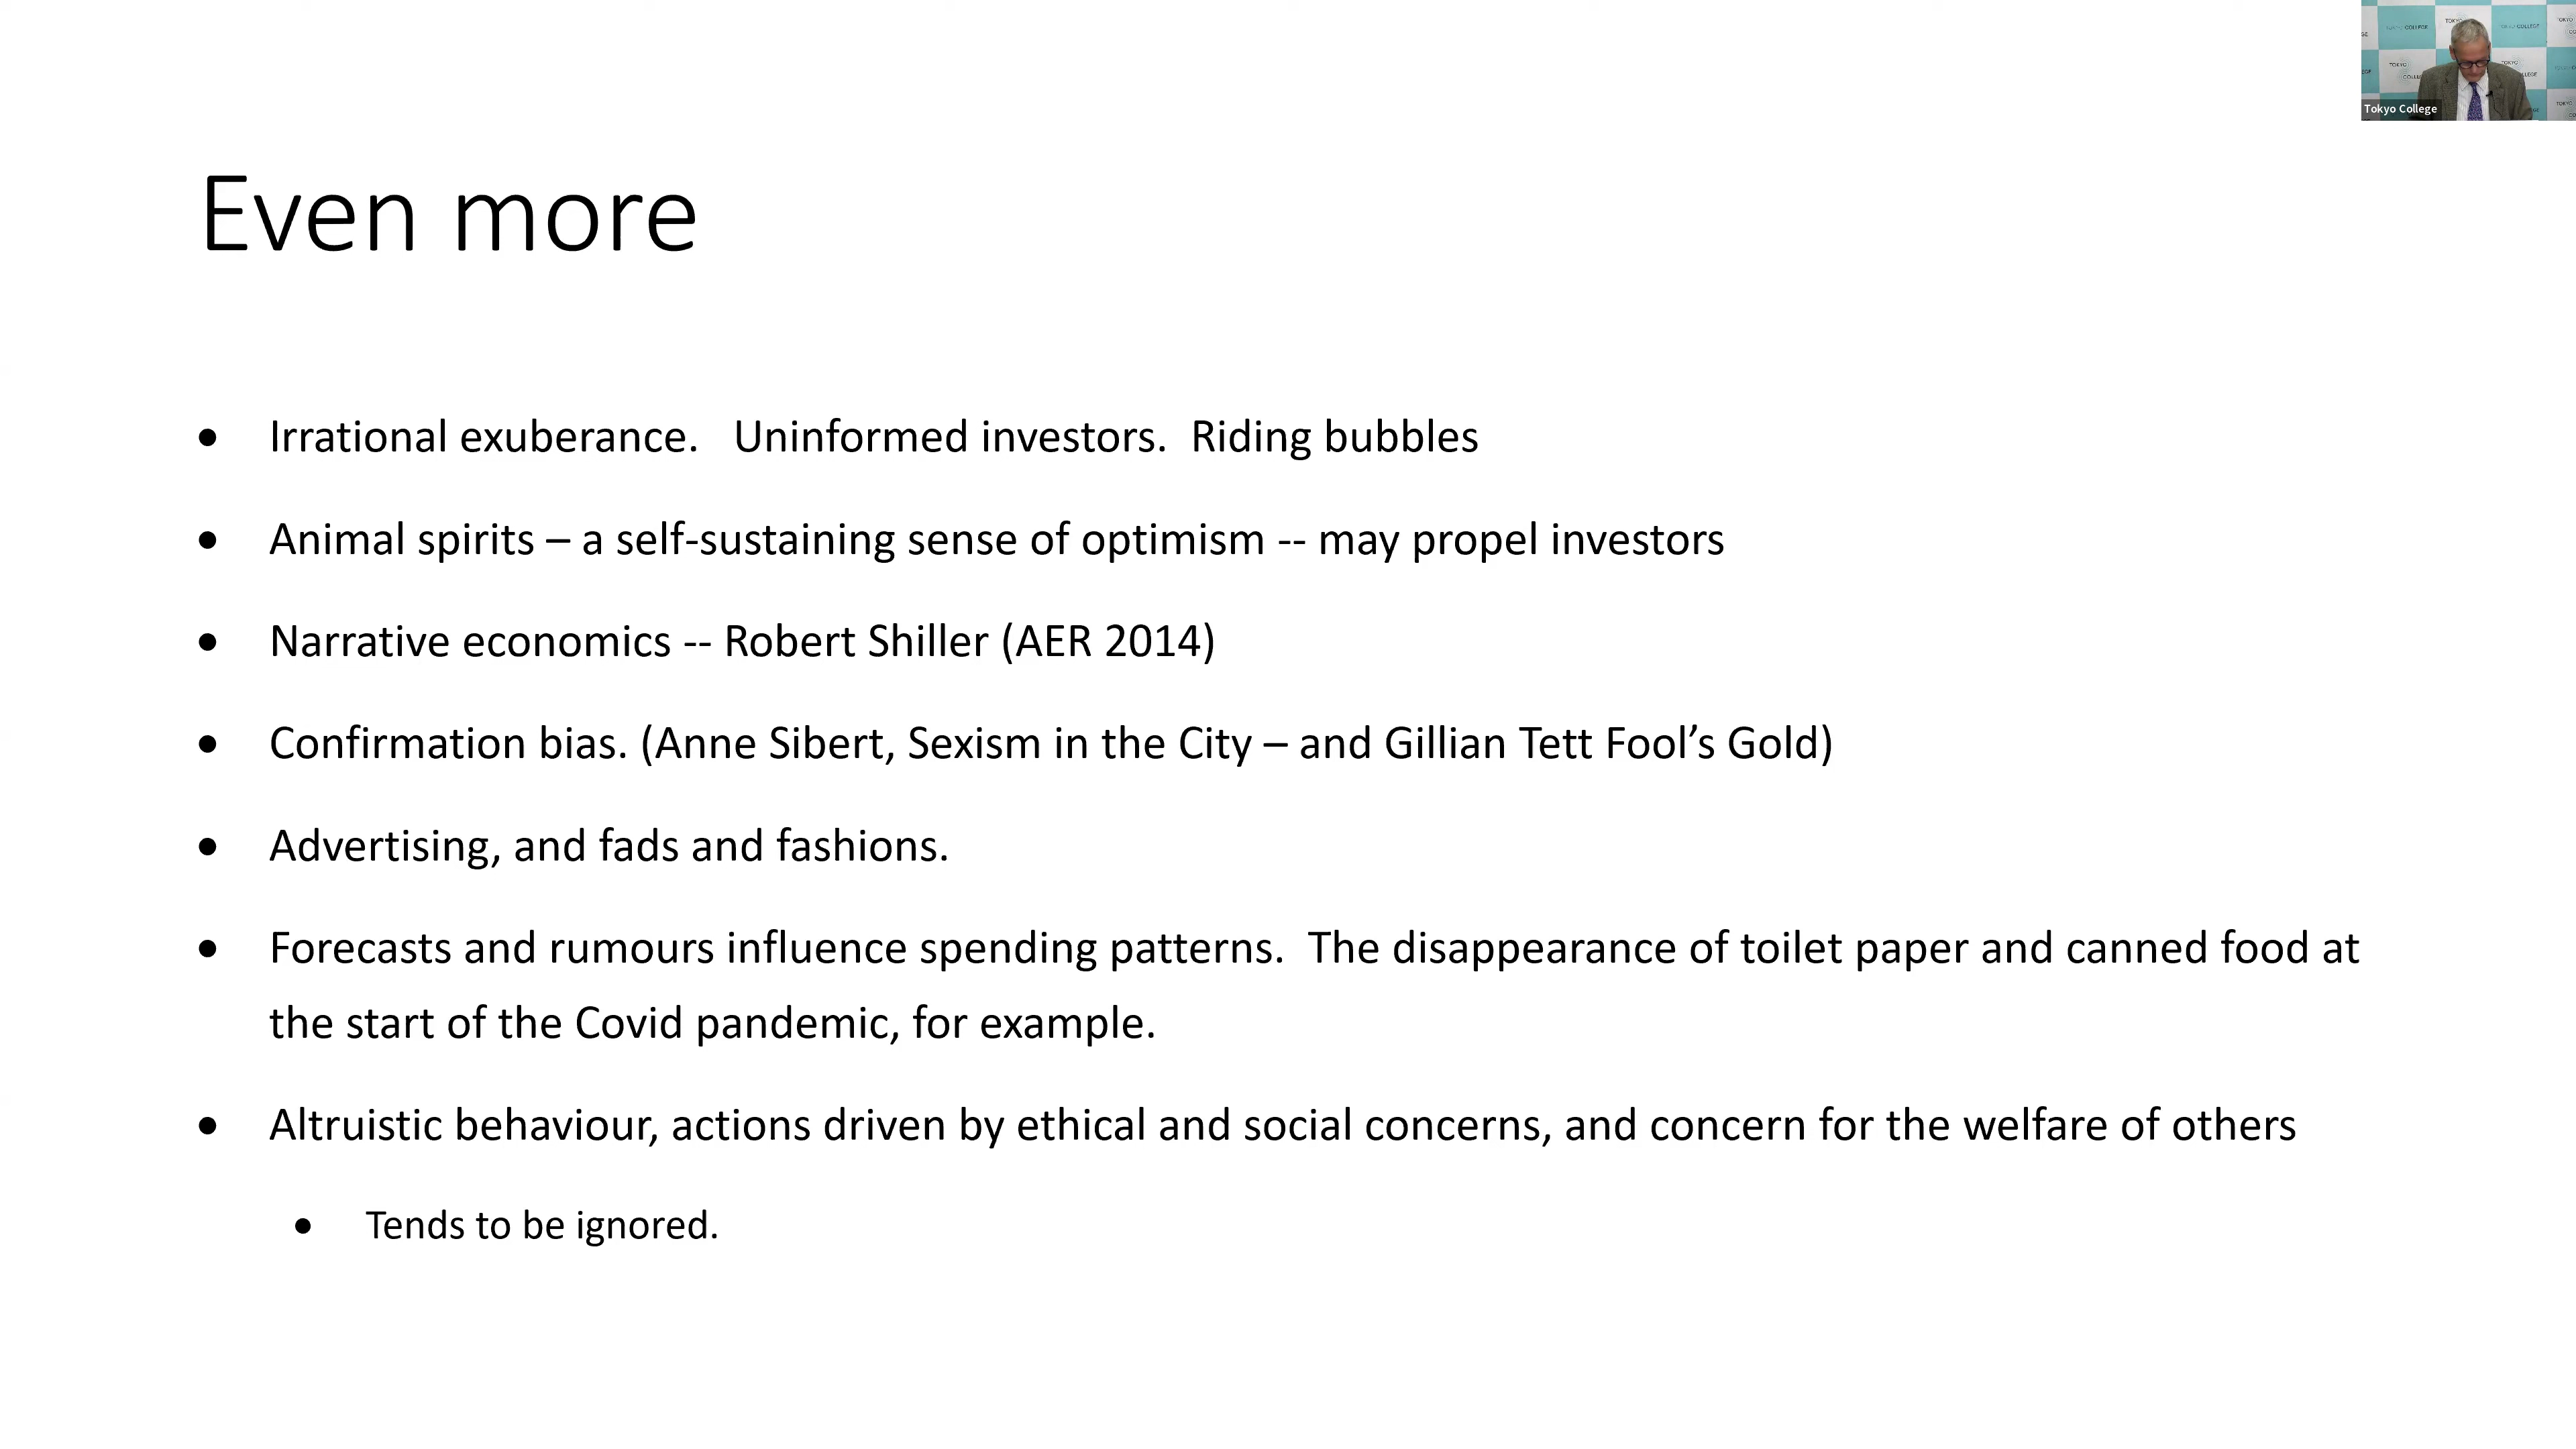 Even more
• Irrational exuberance.   Uninformed investors.  Riding bubbles
• Animal spirits – a self-sustaining sense of optimism -- may propel investors
• Narrative economics -- Robert Shiller (AER 2014)
• Confirmation bias. (Anne Sibert, Sexism in the City – and Gillian Tett Fool’s Gold)
• Advertising, and fads and fashions.
• Forecasts and rumours influence spending patterns.  The disappearance of toilet paper and canned food at
the start of the Covid pandemic, for example.
• Altruistic behaviour, actions driven by ethical and social concerns, and concern for the welfare of others
• Tends to be ignored.
Tokyo College